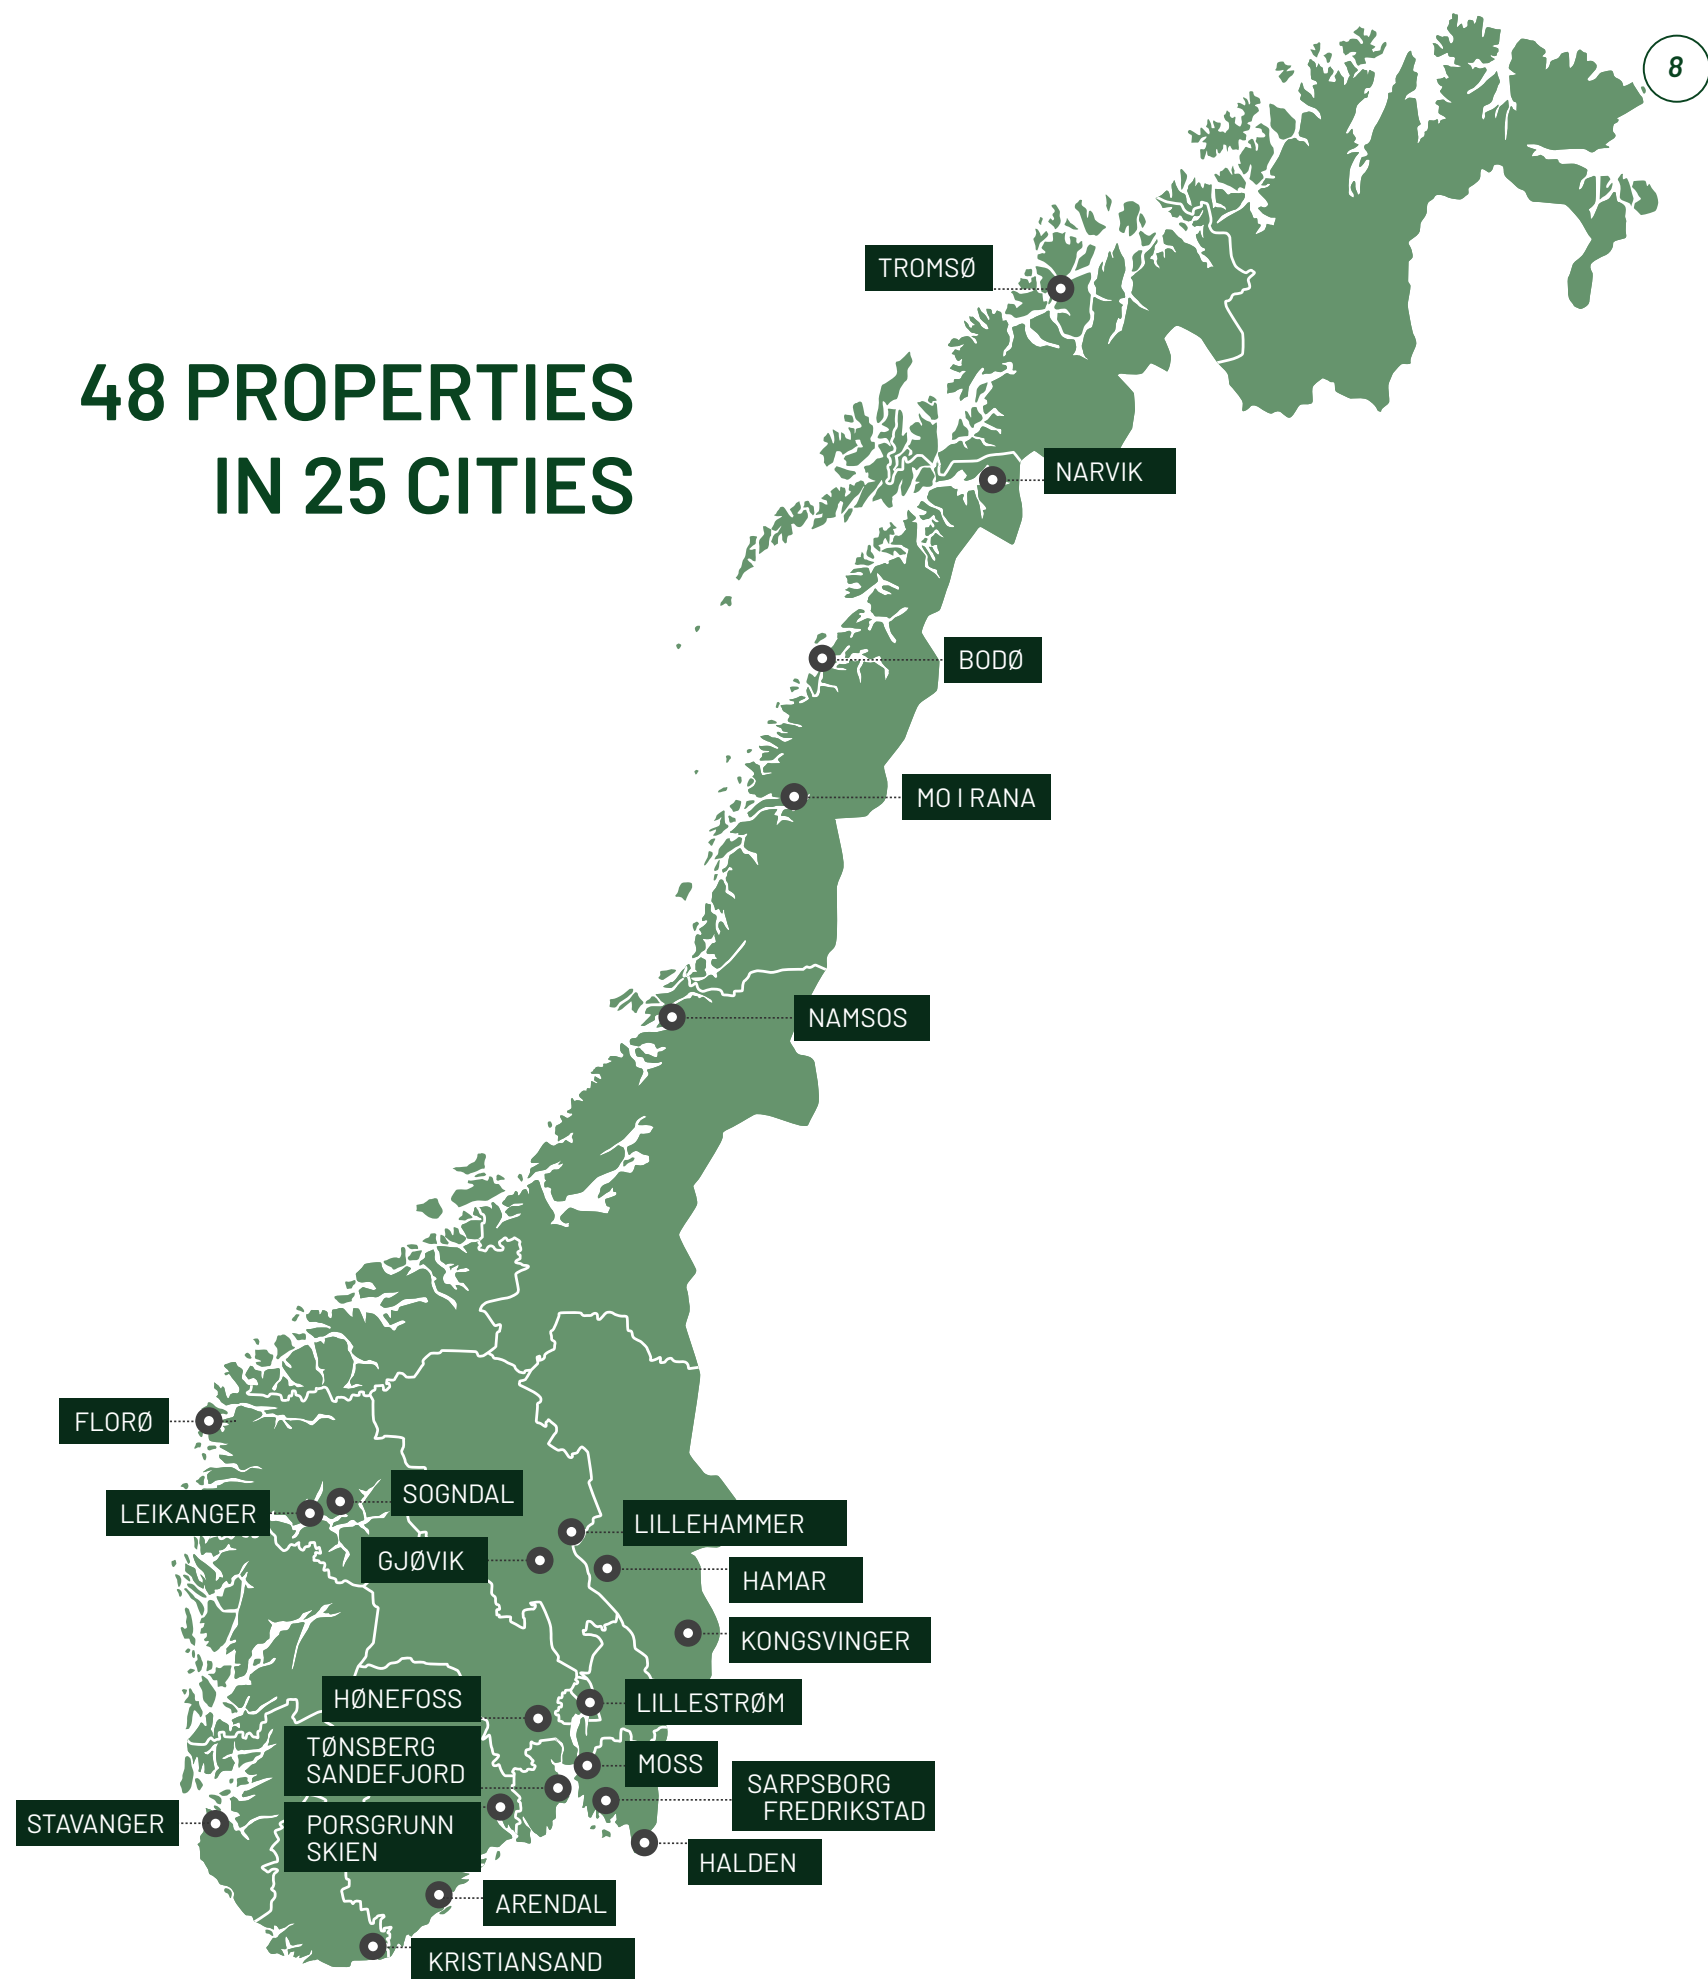 8
TROMSØ
48 PROPERTIES
IN 25 CITIES
NARVIK
BODØ
MO I RANA
NAMSOS
FLORØ
SOGNDAL
LEIKANGER
LILLEHAMMER
GJØVIK
HAMAR
KONGSVINGER
HØNEFOSS
LILLESTRØM
TØNSBERG
SANDEFJORD
MOSS
SARPSBORG
FREDRIKSTAD
STAVANGER
PORSGRUNN
SKIEN
HALDEN
ARENDAL
KRISTIANSAND